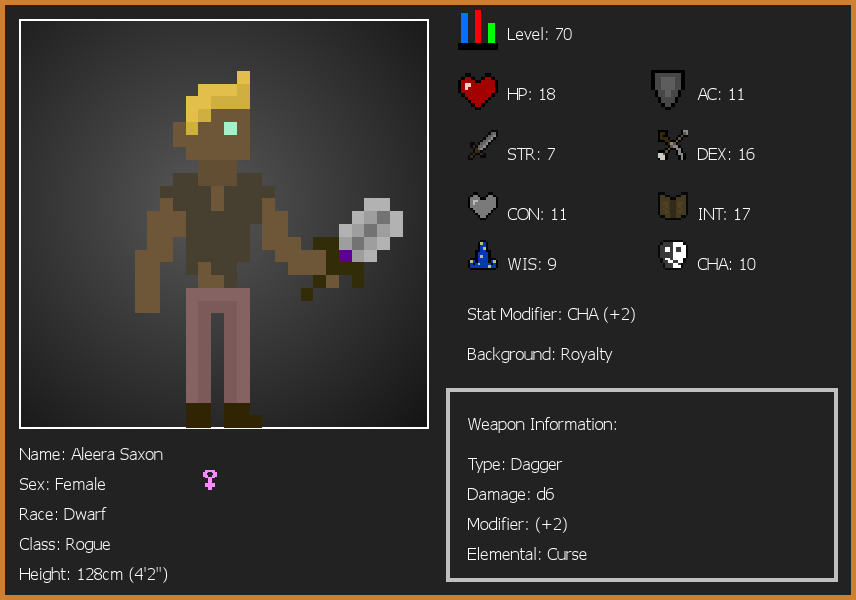 Level: 70
HP: 18
AC: 11
STR: 7
DEX: 16
CON: 11
INT: 17
WIS: 9
CHA: 10
Stat Modifier: CHA (+2)
Background: Royalty
Weapon Information:
Type: Dagger
Damage: d6
Modifier: (+2)
Elemental: Curse
Name: Aleera Saxon
Sex: Female
Race: Dwarf
Class: Rogue
Height: 128cm (4'2")